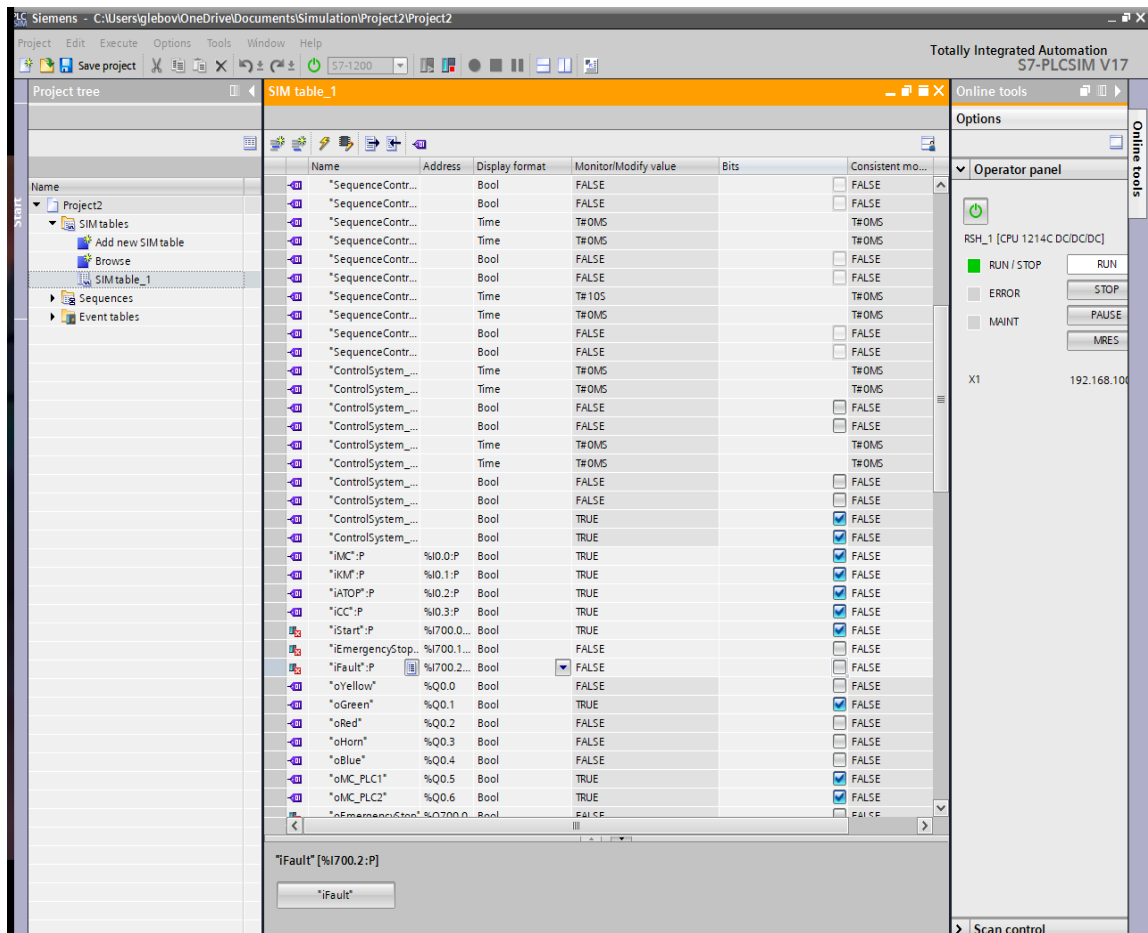 Siemens - C:\Users\glebov\OneDrive\Documents\Simulation\Project2\Project2
Project Edit Execute Options Tools Window Help
Totally Integrated Automation
S7-PLCSIM V17
Save project S7-1200
Project tree
SIM table_1
Online tools
Options
Name Address Display format Monitor/Modify value Bits Consistent mo...
"SequenceContr... Bool FALSE FALSE
"SequenceContr... Bool FALSE FALSE
"SequenceContr... Time T#0MS T#0MS
"SequenceContr... Time T#0MS T#0MS
"SequenceContr... Bool FALSE FALSE
"SequenceContr... Bool FALSE FALSE
"SequenceContr... Time T#10S T#0MS
"SequenceContr... Time T#0MS T#0MS
"SequenceContr... Bool FALSE FALSE
"SequenceContr... Bool FALSE FALSE
"ControlSystem_... Time T#0MS T#0MS
"ControlSystem_... Time T#0MS T#0MS
"ControlSystem_... Bool FALSE FALSE
"ControlSystem_... Bool FALSE FALSE
"ControlSystem_... Time T#0MS T#0MS
"ControlSystem_... Time T#0MS T#0MS
"ControlSystem_... Bool FALSE FALSE
"ControlSystem_... Bool FALSE FALSE
"ControlSystem_... Bool TRUE FALSE
"ControlSystem_... Bool TRUE FALSE
"iMC":P %I0.0:P Bool TRUE FALSE
"iKM":P %I0.1:P Bool TRUE FALSE
"iATOP":P %I0.2:P Bool TRUE FALSE
"iCC":P %I0.3:P Bool TRUE FALSE
"iStart":P %I700.0... Bool TRUE FALSE
"iEmergencyStop... %I700.1... Bool FALSE FALSE
"iFault":P %I700.2... Bool FALSE FALSE
"oYellow" %Q0.0 Bool FALSE FALSE
"oGreen" %Q0.1 Bool TRUE FALSE
"oRed" %Q0.2 Bool FALSE FALSE
"oHorn" %Q0.3 Bool FALSE FALSE
"oBlue" %Q0.4 Bool FALSE FALSE
"oMC_PLC1" %Q0.5 Bool TRUE FALSE
"oMC_PLC2" %Q0.6 Bool TRUE FALSE
"oEmergencyStop" %Q700.0 Bool FALSE FALSE
Name
Project2
SIM tables
Add new SIM table
Browse
SIM table_1
Sequences
Event tables
Start
Operator panel
RSH_1 [CPU 1214C DC/DC/DC]
RUN / STOP RUN
ERROR STOP
MAINT PAUSE
MRES
X1 192.168.100
Online tools
"iFault" [%I700.2:P]
"iFault"
Scan control